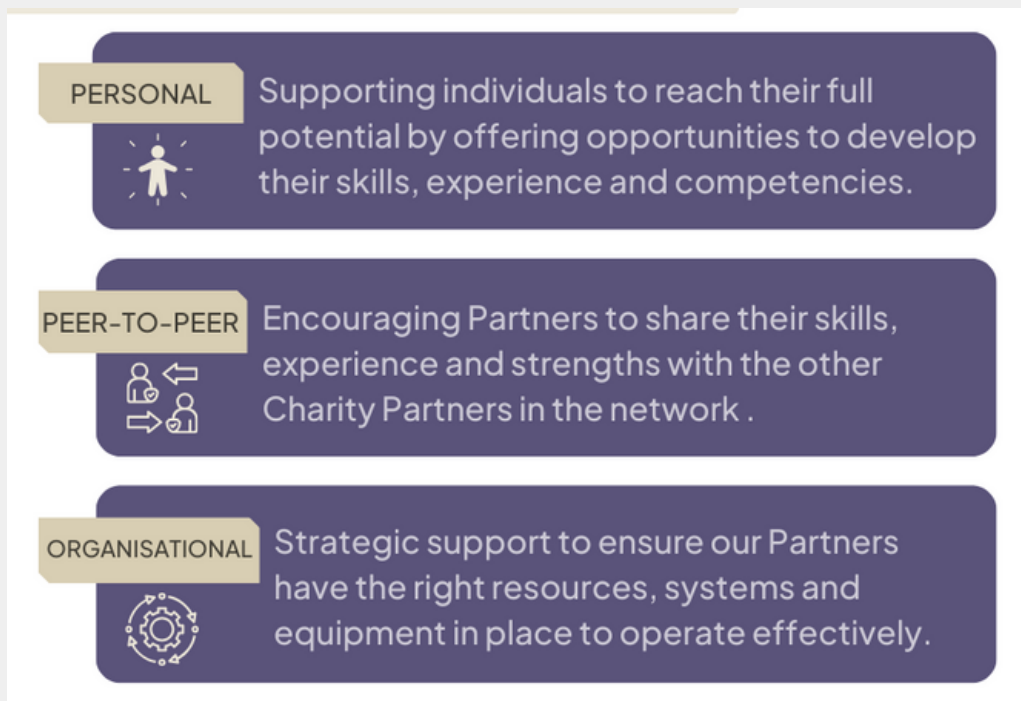 PERSONAL
Supporting individuals to reach their full
potential by offering opportunities to develop
their skills, experience and competencies.
PEER-TO-PEER
Encouraging Partners to share their skills,
experience and strengths with the other
Charity Partners in the network .
ORGANISATIONAL
Strategic support to ensure our Partners
have the right resources, systems and
equipment in place to operate effectively.